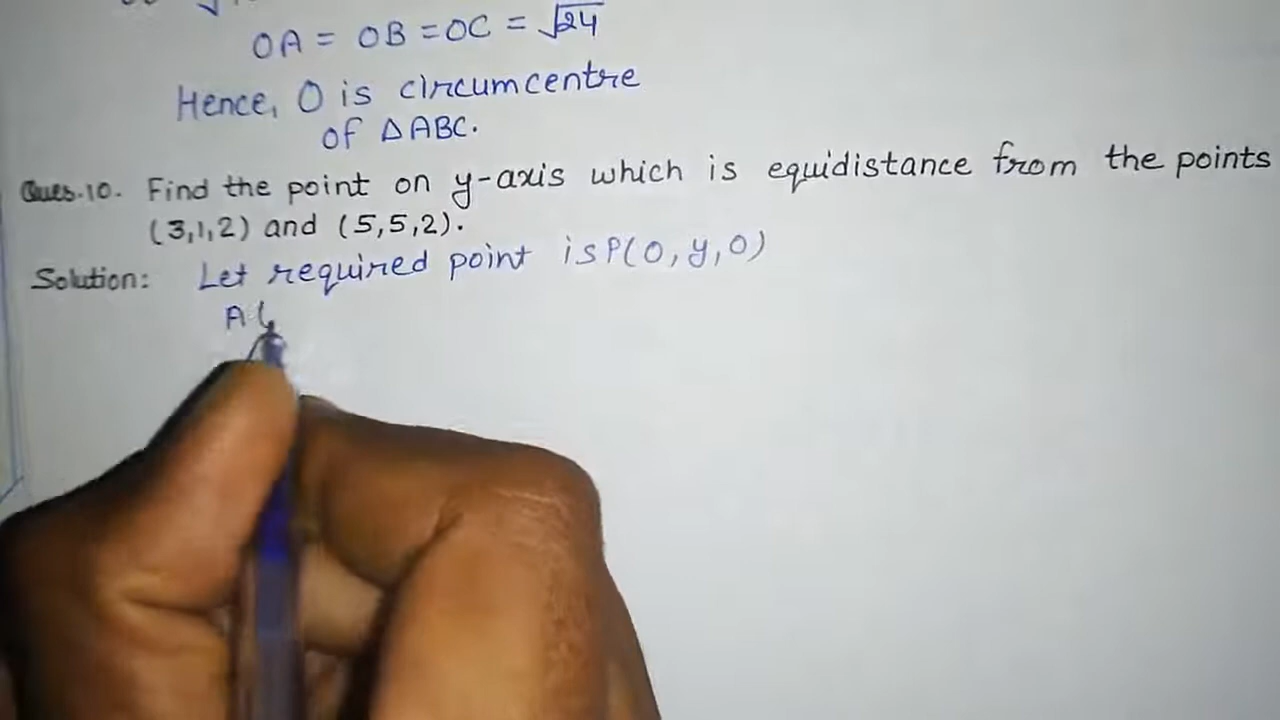 OA = OB = OC = √24
Hence, O is circumcentre
of △ABC.
Ques.10. Find the point on y-axis which is equidistance from the points
(3,1,2) and (5,5,2).
Solution: Let required point is P(0, y, 0)
A (